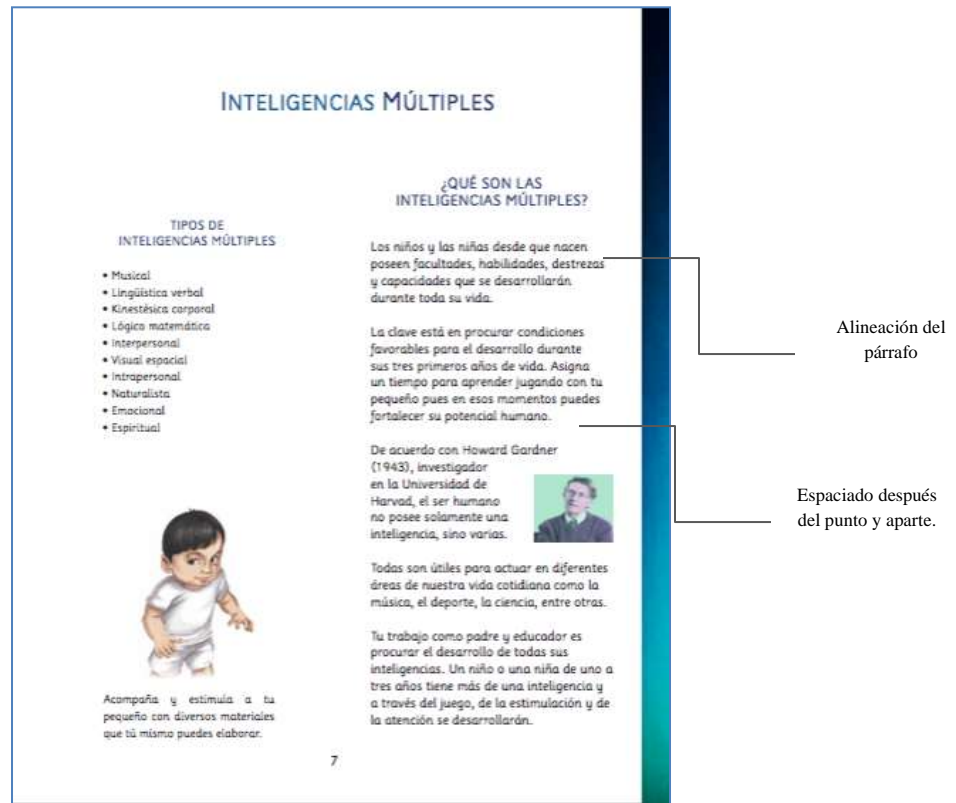 INTELIGENCIAS MÚLTIPLES
TIPOS DE
INTELIGENCIAS MÚLTIPLES
• Musical
• Lingüística verbal
• Kinestésica corporal
• Lógico matemática
• Interpersonal
• Visual espacial
• Intrapersonal
• Naturalista
• Emocional
• Espiritual
Acompaña y estimula a tu
pequeño con diversos materiales
que tú mismo puedes elaborar.
¿QUÉ SON LAS
INTELIGENCIAS MÚLTIPLES?
Los niños y las niñas desde que nacen
poseen facultades, habilidades, destrezas
y capacidades que se desarrollarán
durante toda su vida.
La clave está en procurar condiciones
favorables para el desarrollo durante
sus tres primeros años de vida. Asigna
un tiempo para aprender jugando con tu
pequeño pues en esos momentos puedes
fortalecer su potencial humano.
De acuerdo con Howard Gardner
(1943), investigador
en la Universidad de
Harvad, el ser humano
no posee solamente una
inteligencia, sino varias.
Todas son útiles para actuar en diferentes
áreas de nuestra vida cotidiana como la
música, el deporte, la ciencia, entre otras.
Tu trabajo como padre y educador es
procurar el desarrollo de todas sus
inteligencias. Un niño o una niña de uno a
tres años tiene más de una inteligencia y
a través del juego, de la estimulación y de
la atención se desarrollarán.
7
Alineación del
párrafo
Espaciado después
del punto y aparte.